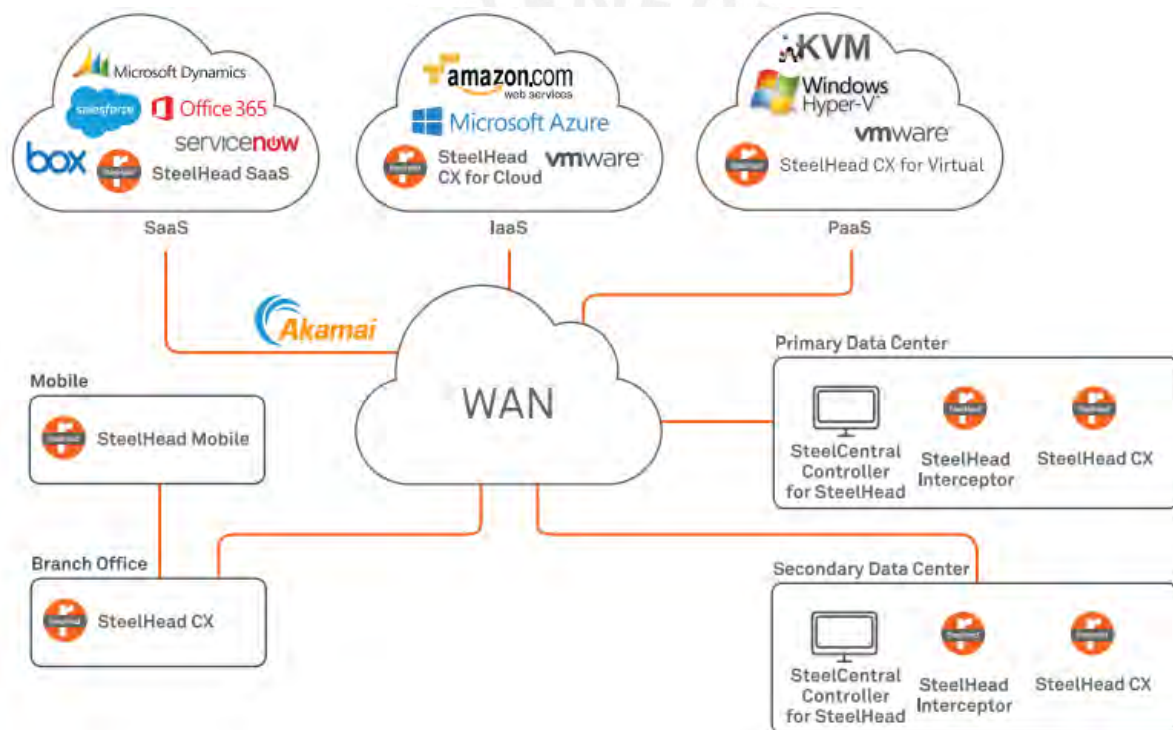 Microsoft Dynamics
salesforce
Office 365
servicenow
box
SteelHead SaaS
SaaS
amazon.com
web services
Microsoft Azure
SteelHead
CX for Cloud
vmware
IaaS
KVM
Windows
Hyper-V
vmware
SteelHead CX for Virtual
PaaS
Akamai
WAN
Mobile
SteelHead Mobile
Branch Office
SteelHead CX
Primary Data Center
SteelCentral
Controller
for SteelHead
SteelHead
Interceptor
SteelHead CX
Secondary Data Center
SteelCentral
Controller
for SteelHead
SteelHead
Interceptor
SteelHead CX